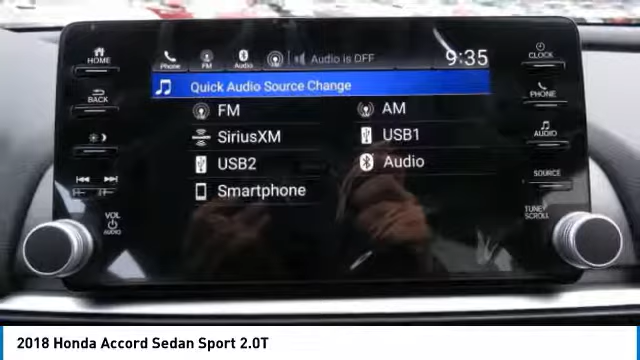 HOME
Phone
FM
Audio
Audio is OFF
9:35
CLOCK
Quick Audio Source Change
BACK
PHONE
FM
AM
SiriusXM
USB1
AUDIO
USB2
Audio
Smartphone
SOURCE
VOL
AUDIO
TUNE/
SCROLL
2018 Honda Accord Sedan Sport 2.0T